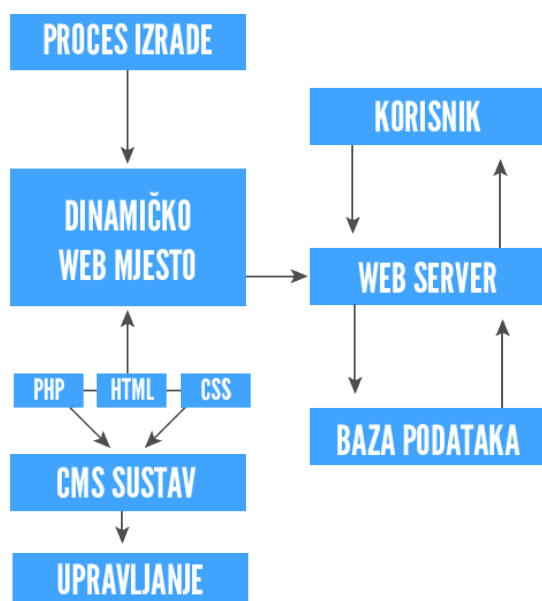 PROCES IZRADE
KORISNIK
DINAMIČKO
WEB MJESTO
WEB SERVER
PHP
HTML
CSS
BAZA PODATAKA
CMS SUSTAV
UPRAVLJANJE